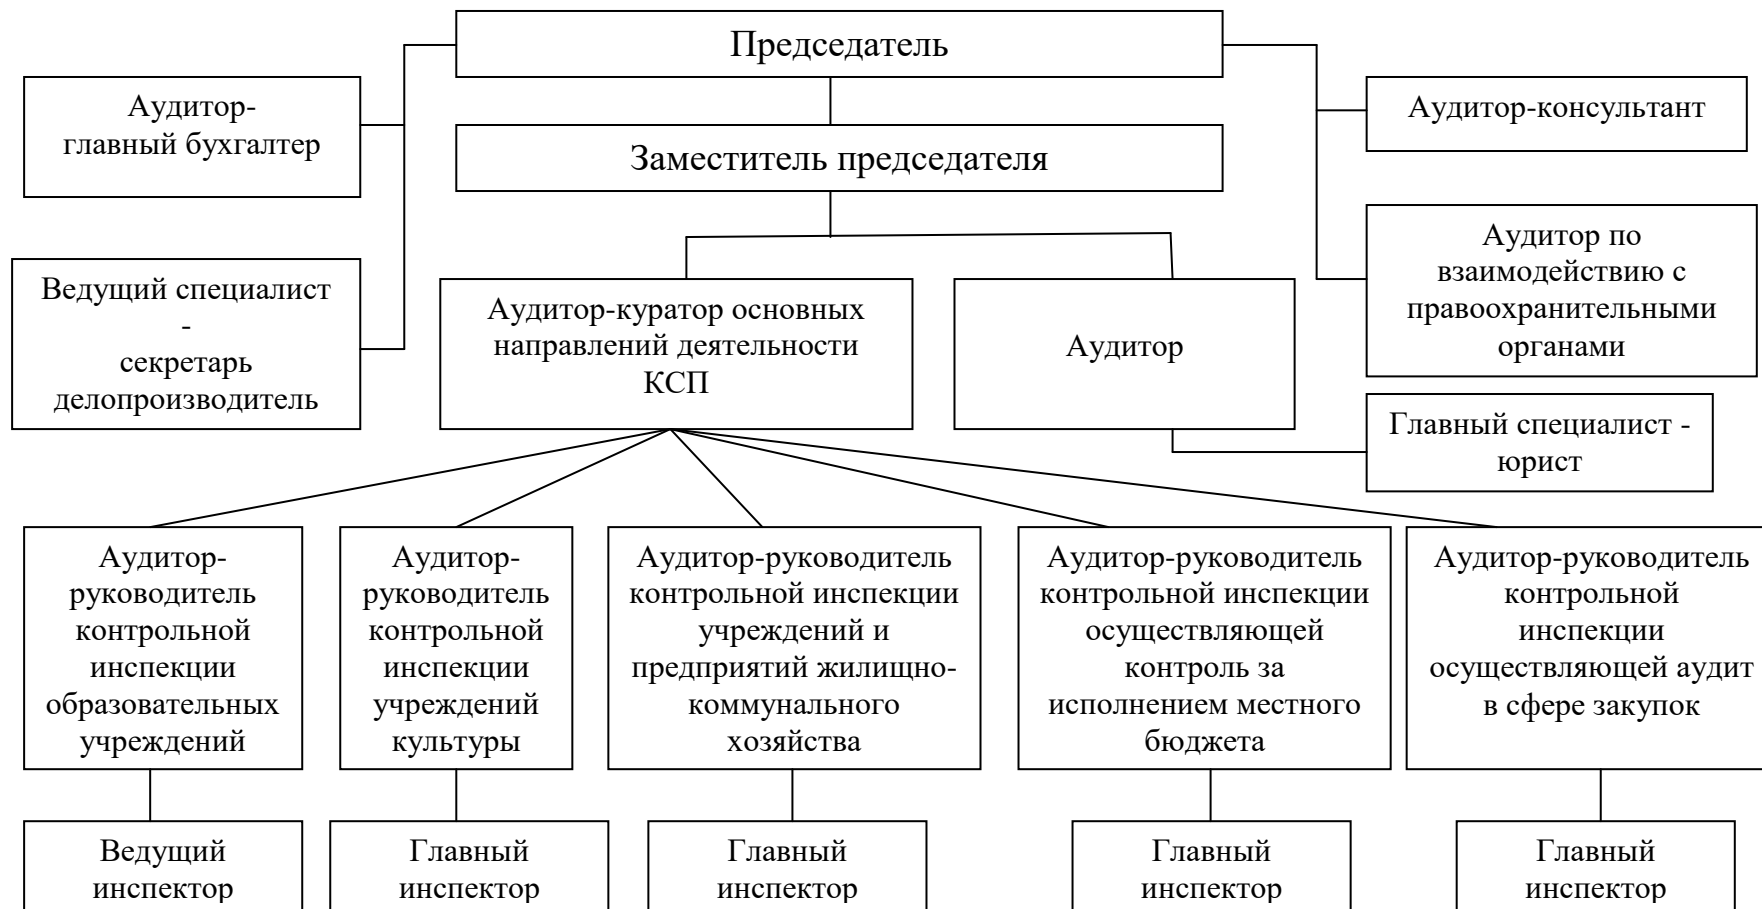 Председатель
Аудитор-
главный бухгалтер
Аудитор-консультант
Заместитель председателя
Ведущий специалист
-
секретарь
делопроизводитель
Аудитор-куратор основных
направлений деятельности
КСП
Аудитор
Аудитор по
взаимодействию с
правоохранительными
органами
Главный специалист -
юрист
Аудитор-
руководитель
контрольной
инспекции
образовательных
учреждений
Аудитор-
руководитель
контрольной
инспекции
учреждений
культуры
Аудитор-руководитель
контрольной инспекции
учреждений и
предприятий жилищно-
коммунального
хозяйства
Аудитор-руководитель
контрольной инспекции
осуществляющей
контроль за
исполнением местного
бюджета
Аудитор-руководитель
контрольной
инспекции
осуществляющей аудит
в сфере закупок
Ведущий
инспектор
Главный
инспектор
Главный
инспектор
Главный
инспектор
Главный
инспектор